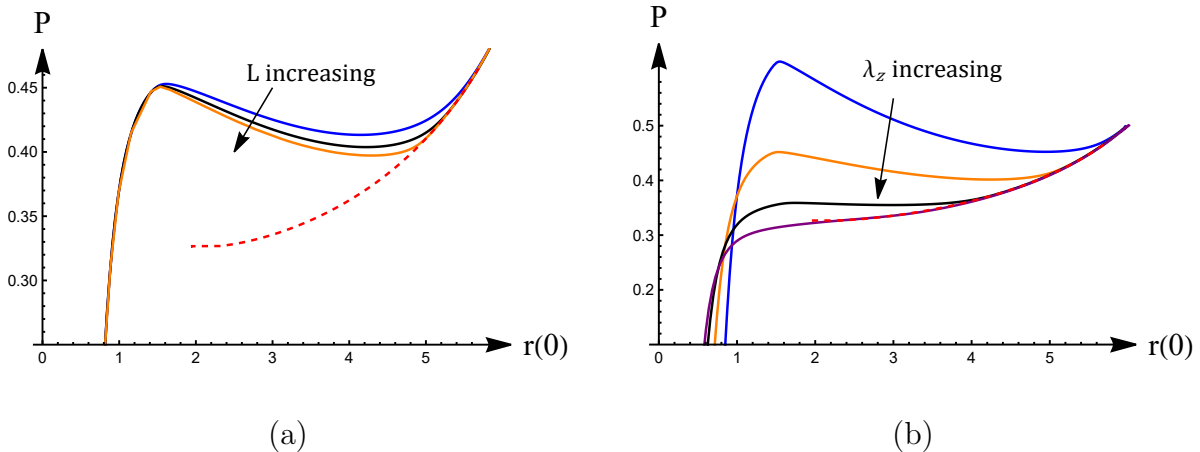 P
0.45
0.40
0.35
0.30
L increasing
0 1 2 3 4 5
r(0)
(a)
P
0.5
0.4
0.3
0.2
λz increasing
0 1 2 3 4 5
r(0)
(b)